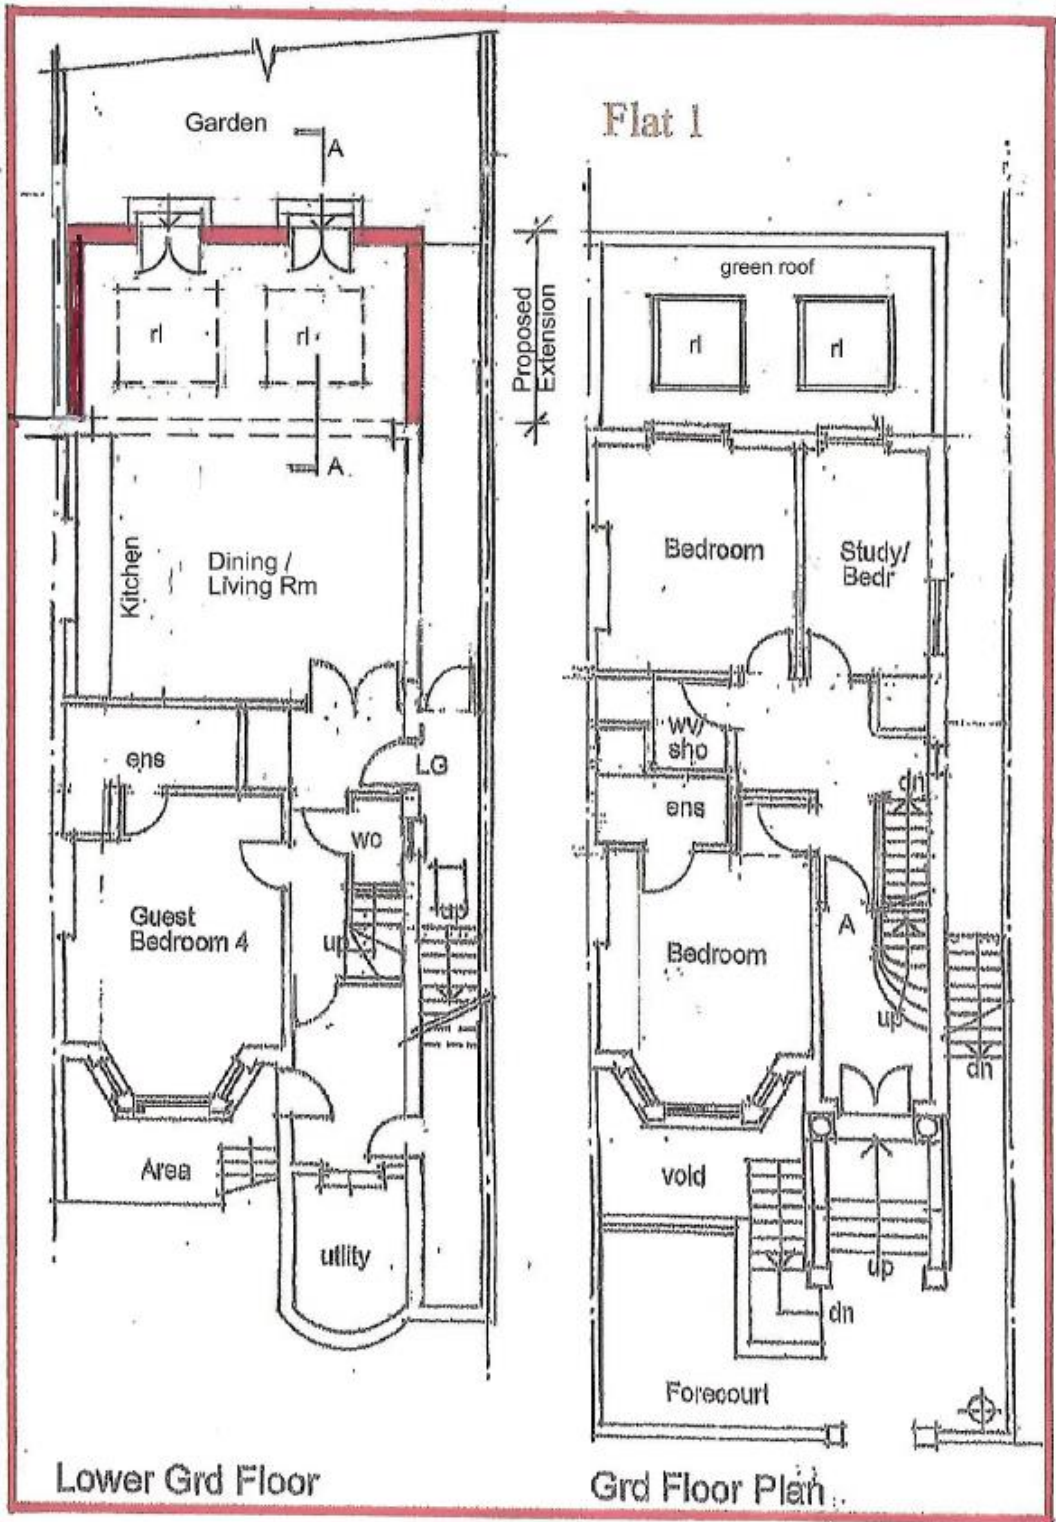 Flat 1
Garden
A
rl
rl
A
Kitchen
Dining /
Living Rm
ens
LG
wc
Guest
Bedroom 4
up
up
Area
utlity
Lower Grd Floor
Proposed
Extension
green roof
rl
rl
Bedroom
Study/
Bedr
sho
ens
dn
A
Bedroom
up
dn
void
up
dn
Forecourt
Grd Floor Plan